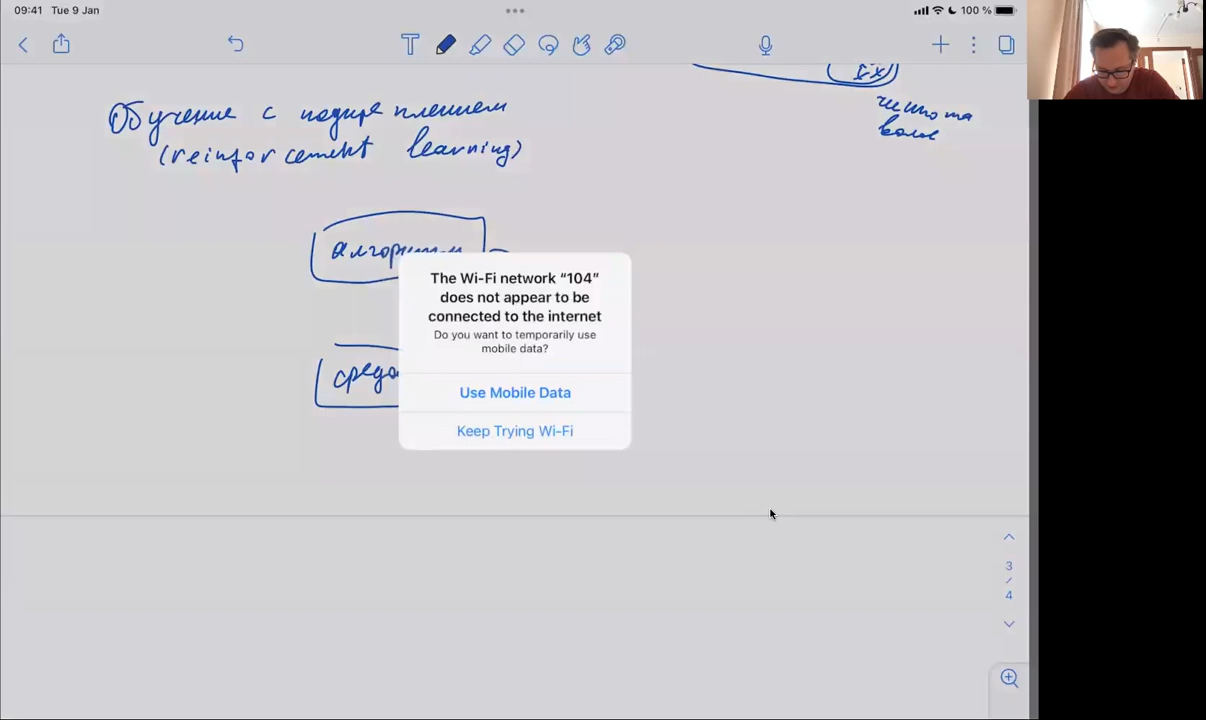 09:41 Tue 9 Jan
100 %
Обучение с подкреплением
(reinforcement learning)
алгоритм
The Wi-Fi network “104”
does not appear to be
connected to the internet
Do you want to temporarily use
mobile data?
среда
Use Mobile Data
Keep Trying Wi-Fi
3
/
4